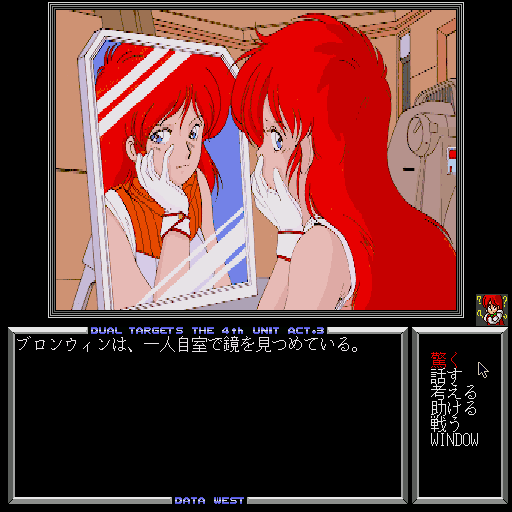 DUAL TARGETS THE 4th UNIT ACT.3
ブロンウィンは、一人自室で鏡を見つめている。
驚く
話す
考える
助ける
戦う
WINDOW
DATA WEST